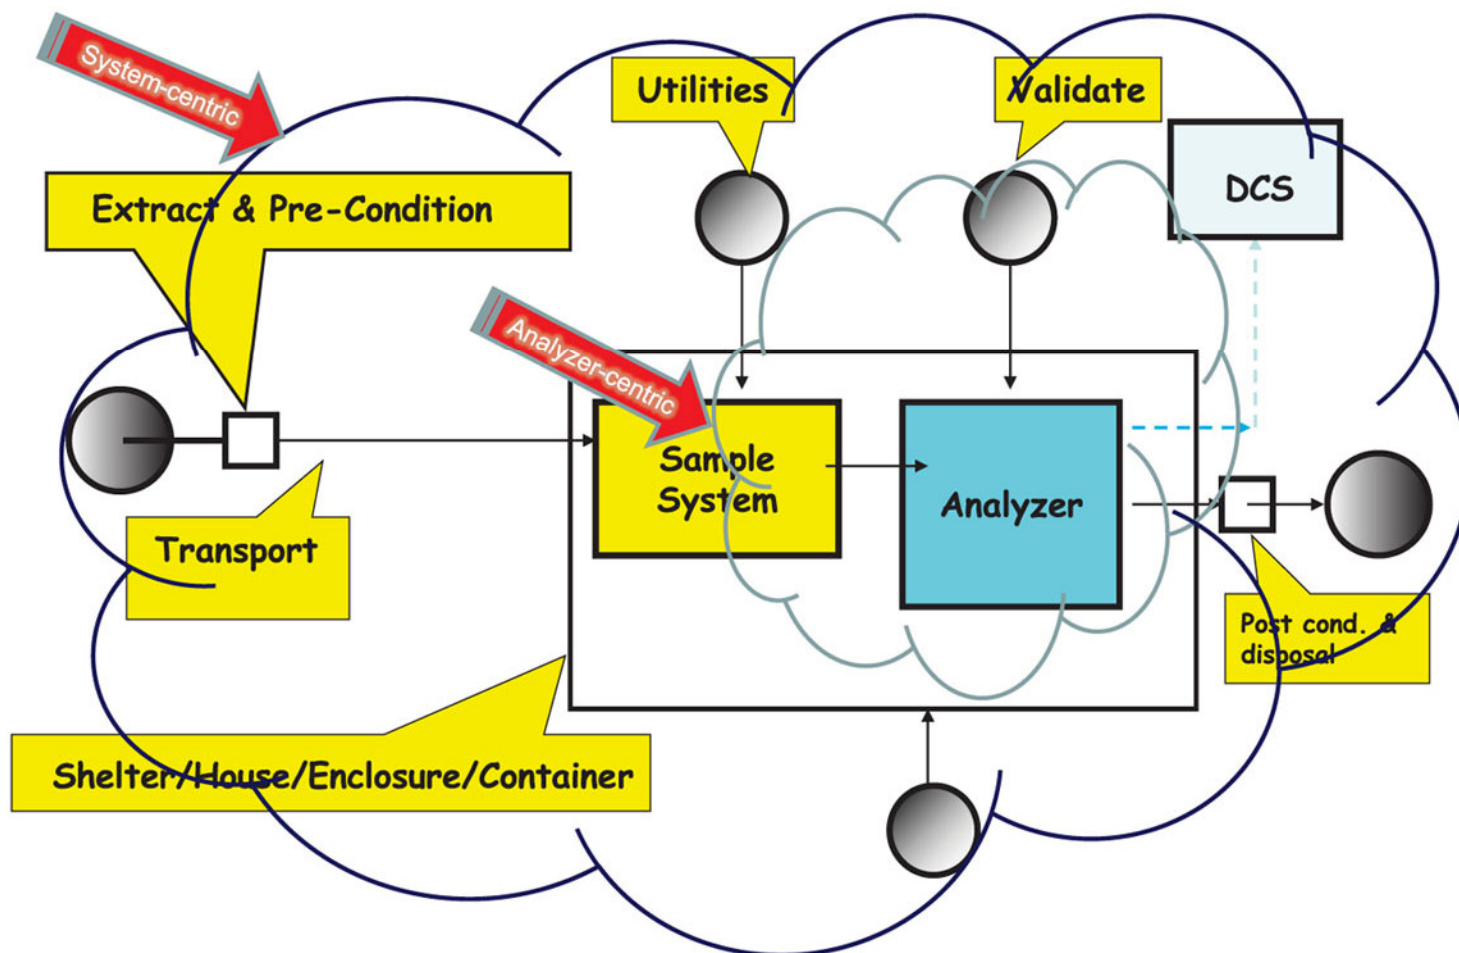 System-centric
Utilities
Validate
Extract & Pre-Condition
DCS
Analyzer-centric
Sample
System
Analyzer
Transport
Post cond. &
disposal
Shelter/House/Enclosure/Container